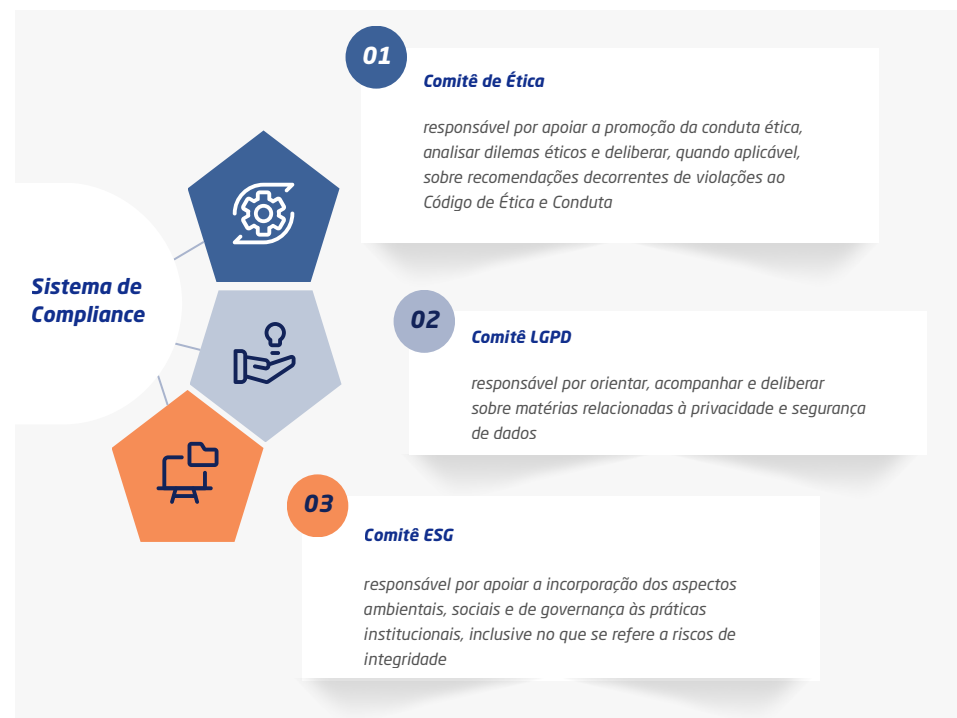 Sistema de
Compliance
01
Comitê de Ética
responsável por apoiar a promoção da conduta ética,
analisar dilemas éticos e deliberar, quando aplicável,
sobre recomendações decorrentes de violações ao
Código de Ética e Conduta
02
Comitê LGPD
responsável por orientar, acompanhar e deliberar
sobre matérias relacionadas à privacidade e segurança
de dados
03
Comitê ESG
responsável por apoiar a incorporação dos aspectos
ambientais, sociais e de governança às práticas
institucionais, inclusive no que se refere a riscos de
integridade